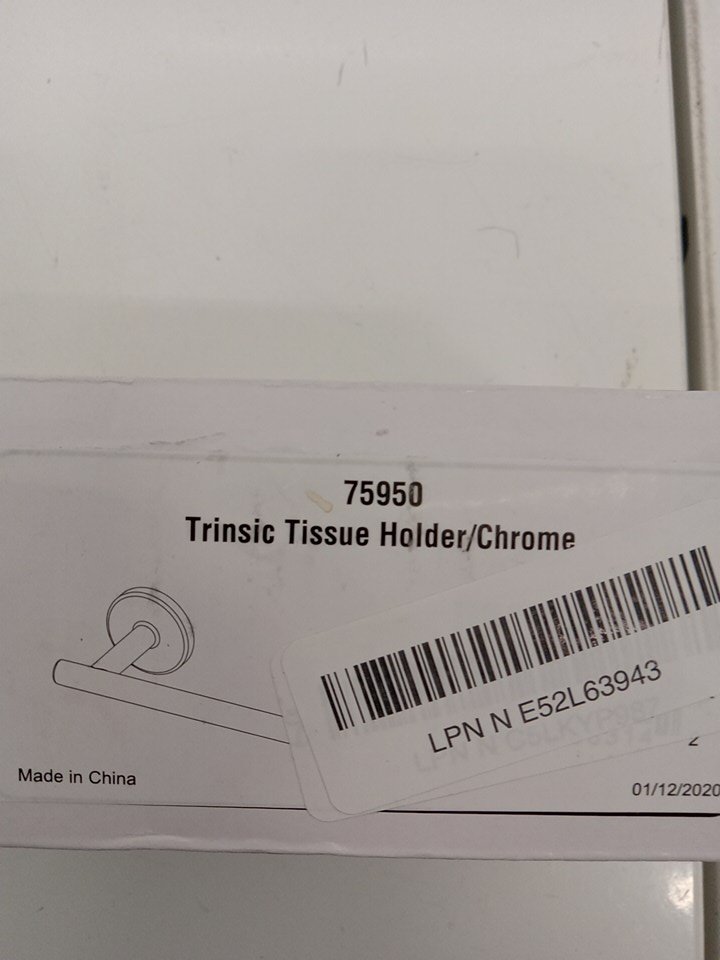 75950
Trinsic Tissue Holder/Chrome
LPN N E52L63943
Made in China
01/12/2020